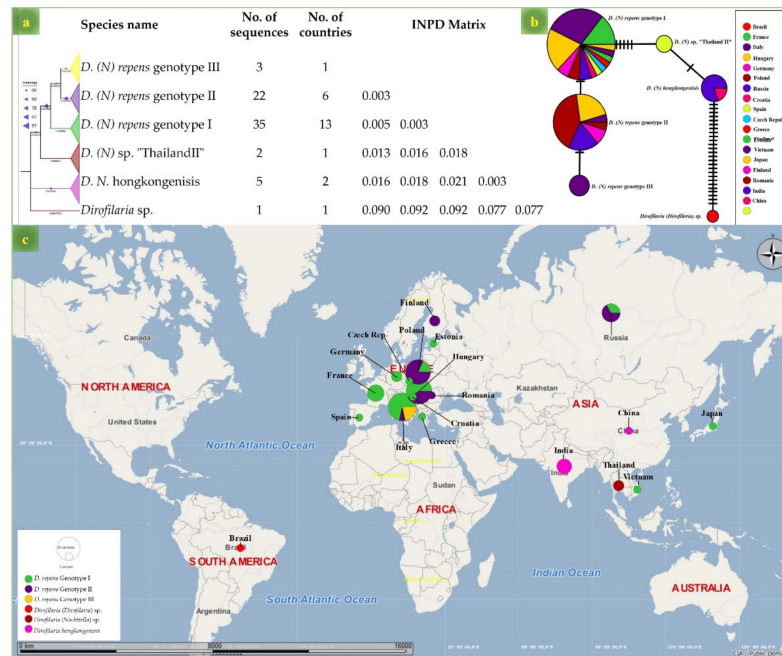 a
Species name
No. of sequences
No. of countries
INPD Matrix
D. (N) repens genotype III 3 1
D. (N) repens genotype II 22 6 0.003
D. (N) repens genotype I 35 13 0.005 0.003
D. (N) sp. "ThailandII" 2 1 0.013 0.016 0.018
D. N. hongkongenisis 5 2 0.016 0.018 0.021 0.003
Dirofilaria sp. 1 1 0.090 0.092 0.092 0.077 0.077
b
D. (N) repens genotype I
D. (N) sp. "Thailand II"
D. (N) hongkongenisis
D. (N) repens genotype II
D. (N) repens genotype III
Dirofilaria (Dirofilaria) sp.
Brazil
France
Italy
Hungary
Germany
Poland
Russia
Croatia
Spain
Czech Repu
Greece
Vietnam
Japan
Finland
Romania
India
China
c
Canada
NORTH AMERICA
United States
North Atlantic Ocean
Finland
Poland
Estonia
Czech Rep.
Germany
Hungary
France
Romania
Spain
Croatia
Italy
Greece
Russia
Kazakhstan
ASIA
China
China
Japan
India
India
Thailand
Vietnam
Sudan
AFRICA
Brazil
SOUTH AMERICA
Argentina
South Atlantic Ocean
Indian Ocean
AUSTRALIA
D. repens Genotype I
D. repens Genotype II
D. repens Genotype III
Dirofilaria (Dirofilaria) sp.
Dirofilaria hongkongensis
0 km
8000
16000